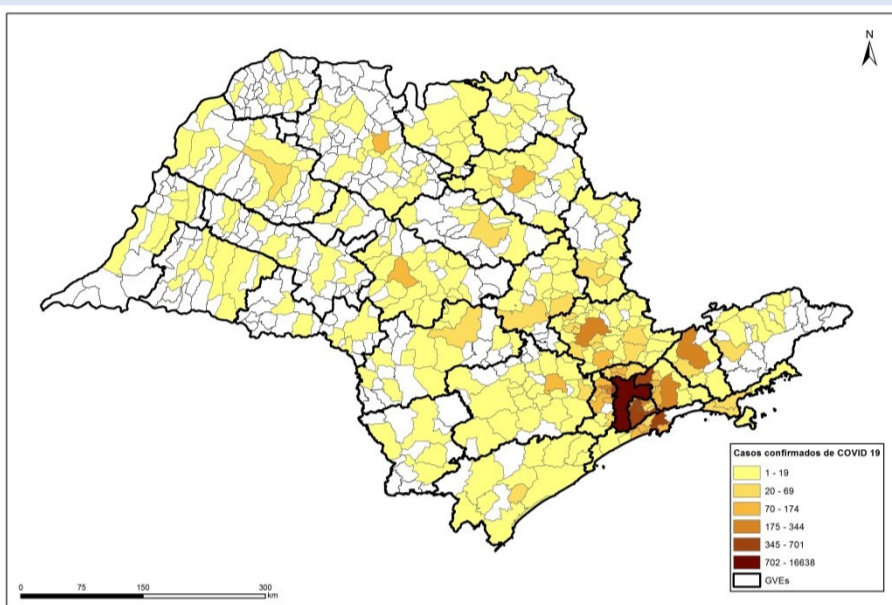 N
Casos confirmados de COVID 19
1 - 19
20 - 69
70 - 174
175 - 344
345 - 701
702 - 16638
GVEs
0 75 150 300
km